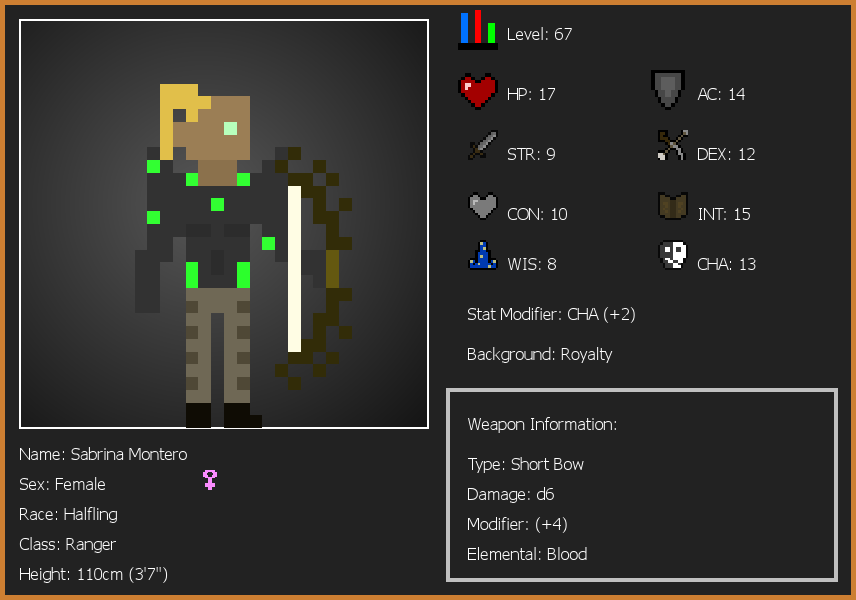 Level: 67
HP: 17
AC: 14
STR: 9
DEX: 12
CON: 10
INT: 15
WIS: 8
CHA: 13
Stat Modifier: CHA (+2)
Background: Royalty
Weapon Information:
Type: Short Bow
Damage: d6
Modifier: (+4)
Elemental: Blood
Name: Sabrina Montero
Sex: Female
Race: Halfling
Class: Ranger
Height: 110cm (3'7")